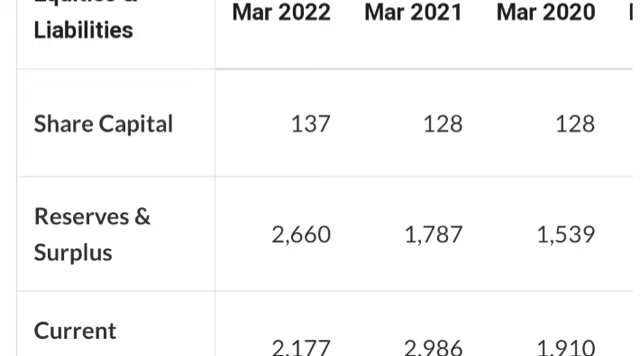 Equities &
Liabilities Mar 2022 Mar 2021 Mar 2020
Share Capital 137 128 128
Reserves &
Surplus 2,660 1,787 1,539
Current 2,177 2,986 1,910